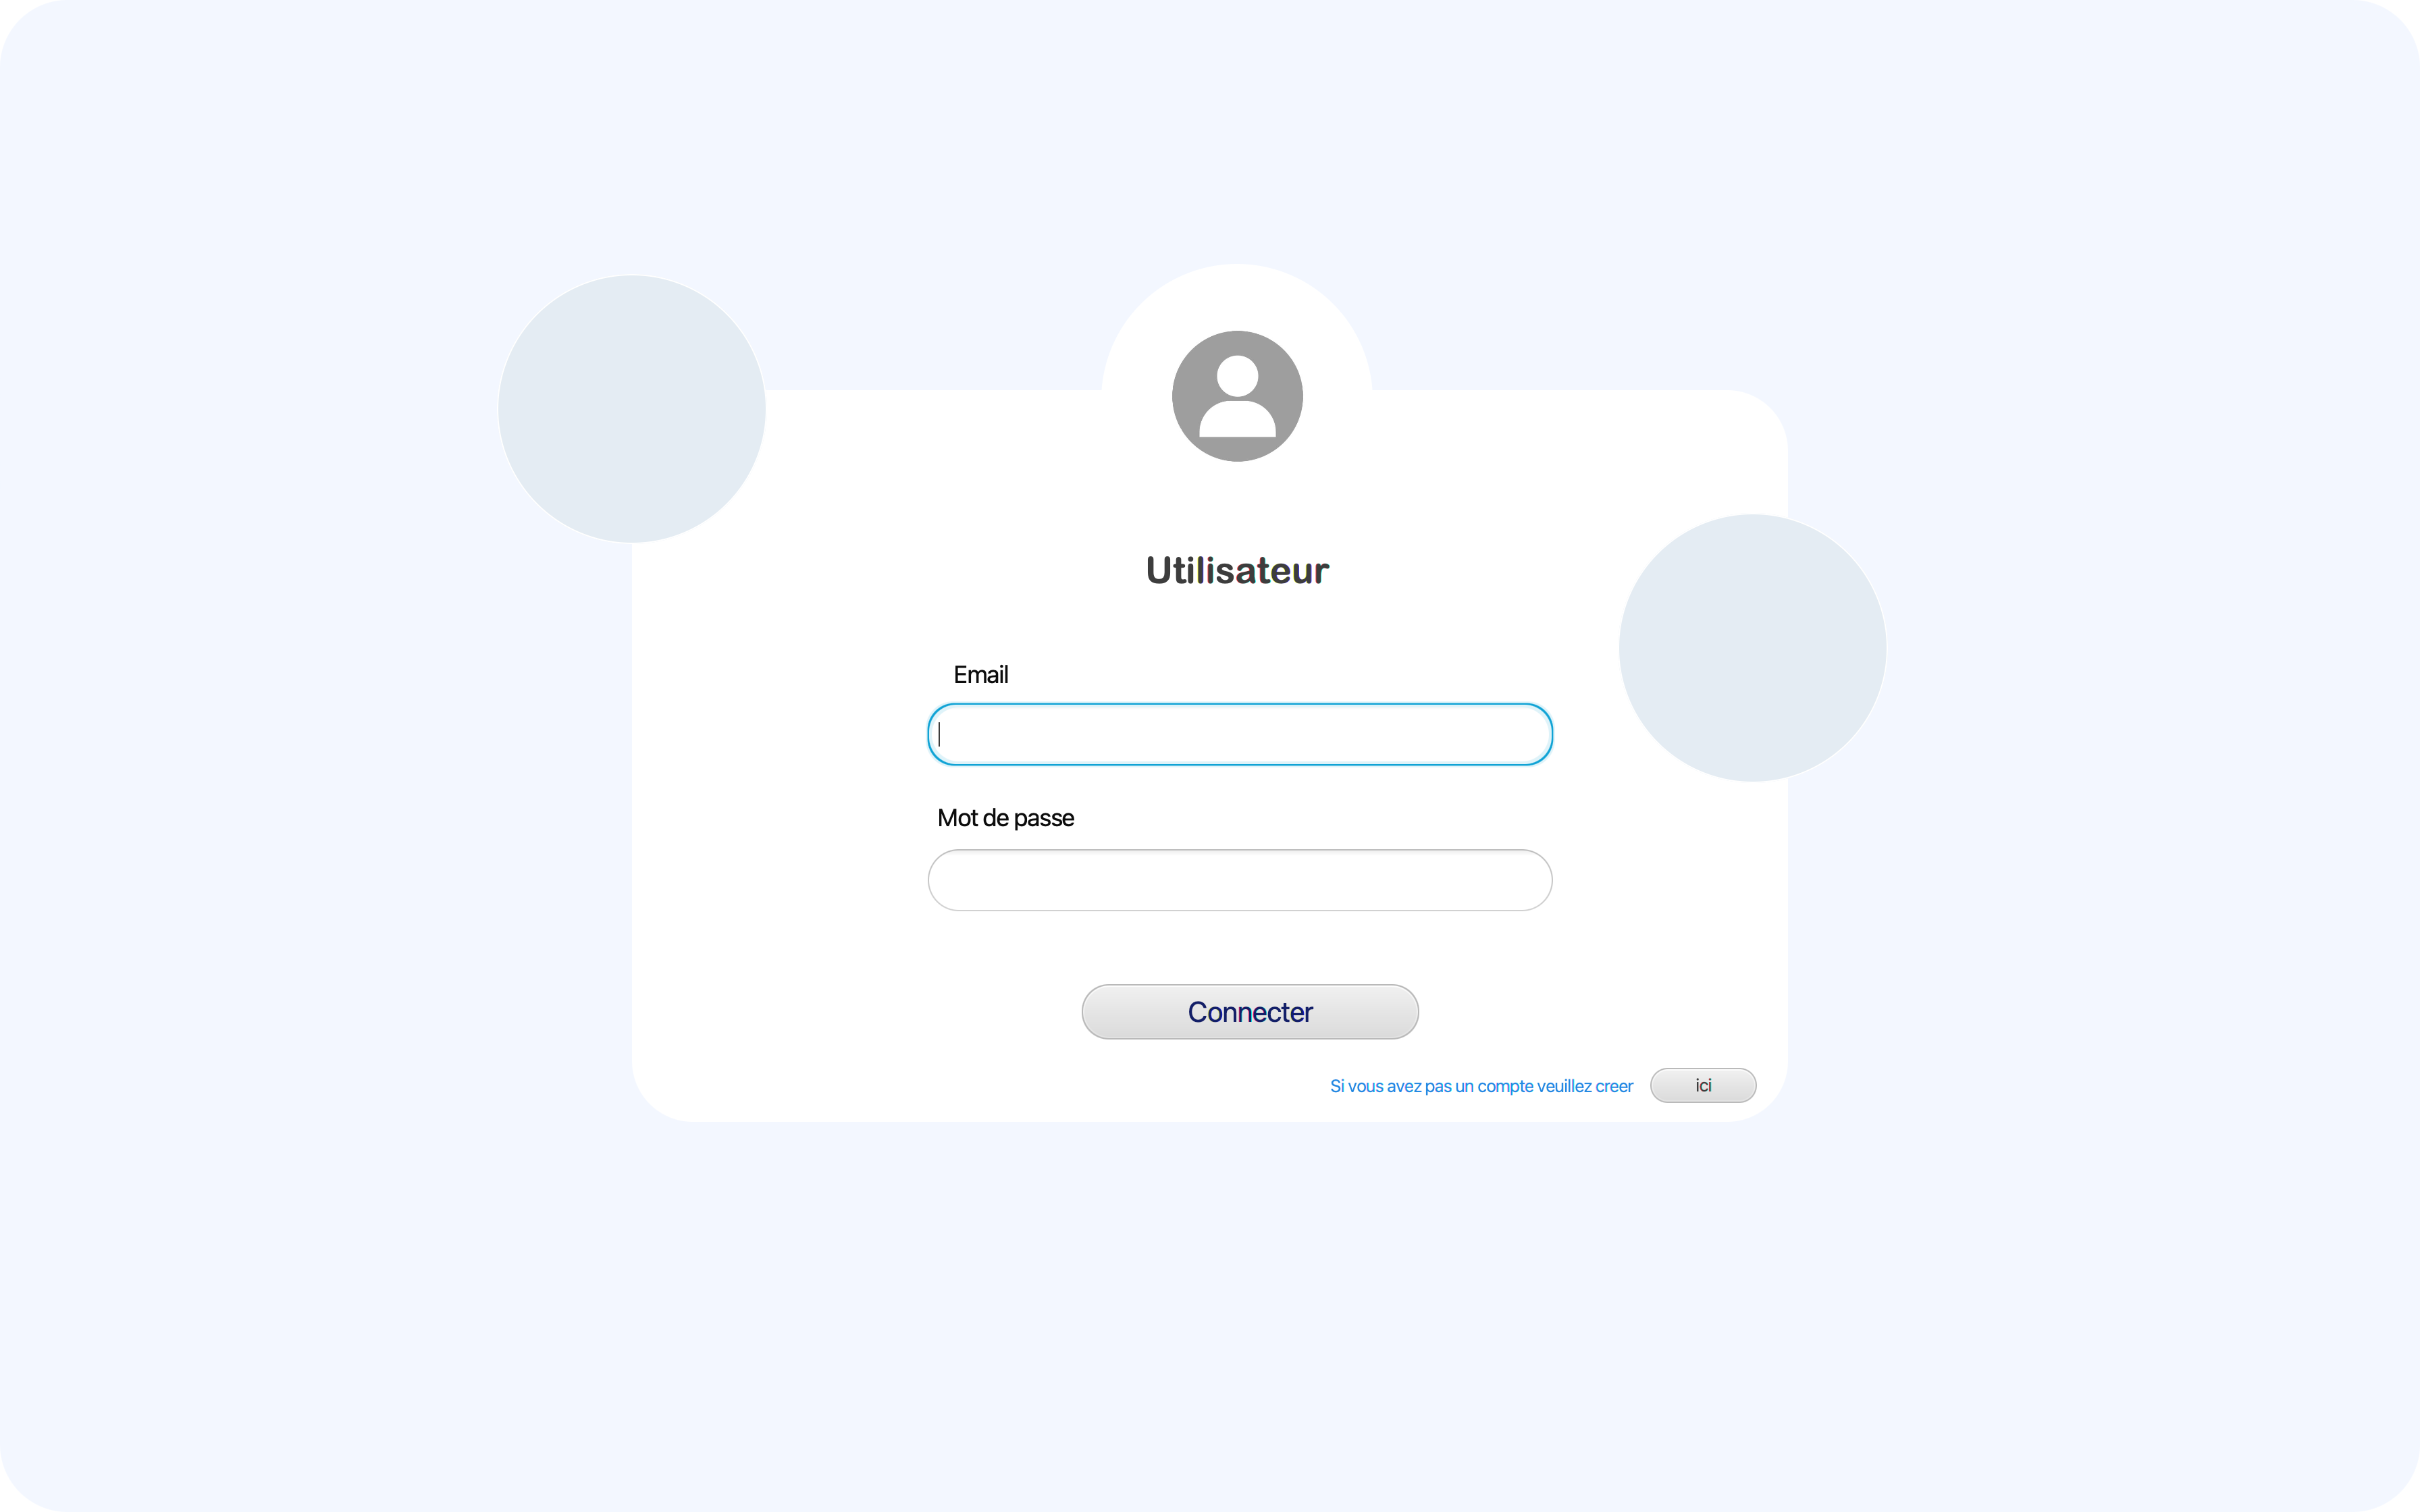 Utilisateur
Email
Mot de passe
Connecter
Si vous avez pas un compte veuillez creer
ici